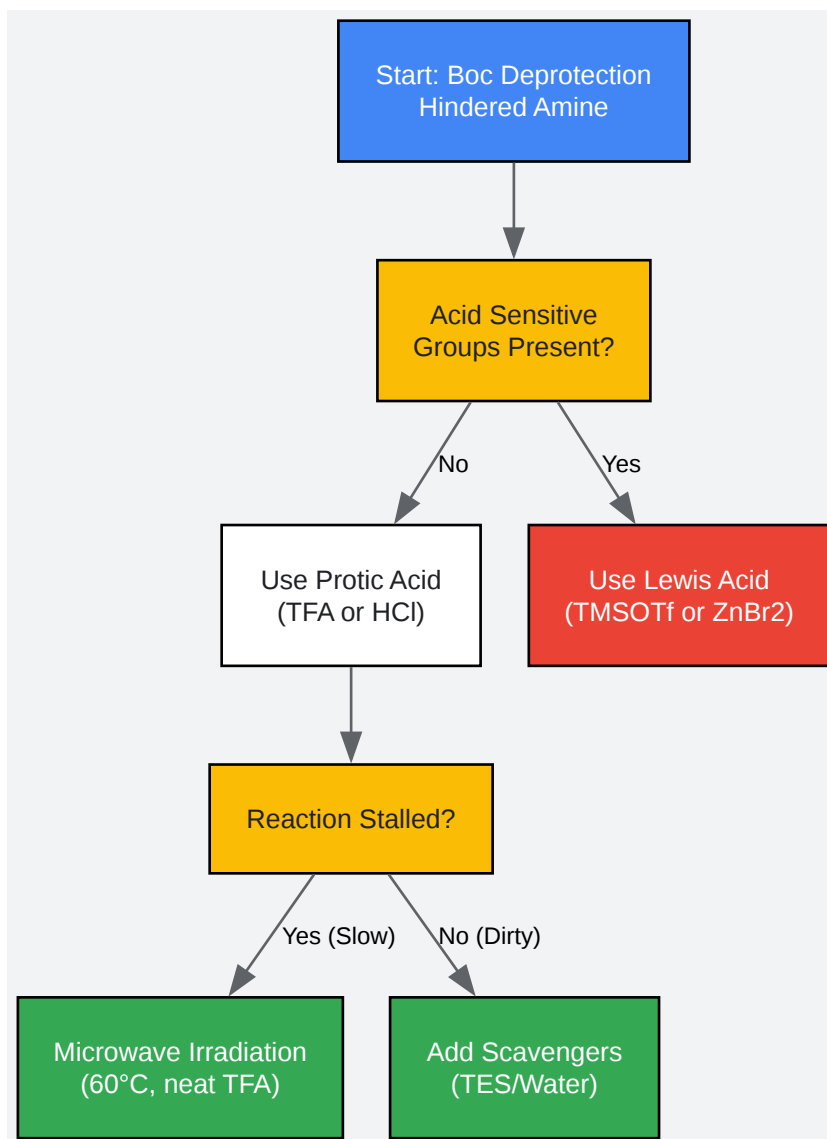 Start: Boc Deprotection
Hindered Amine
Acid Sensitive
Groups Present?
No
Yes
Use Protic Acid
(TFA or HCl)
Use Lewis Acid
(TMSOTf or ZnBr2)
Reaction Stalled?
Yes (Slow)
No (Dirty)
Microwave Irradiation
(60°C, neat TFA)
Add Scavengers
(TES/Water)